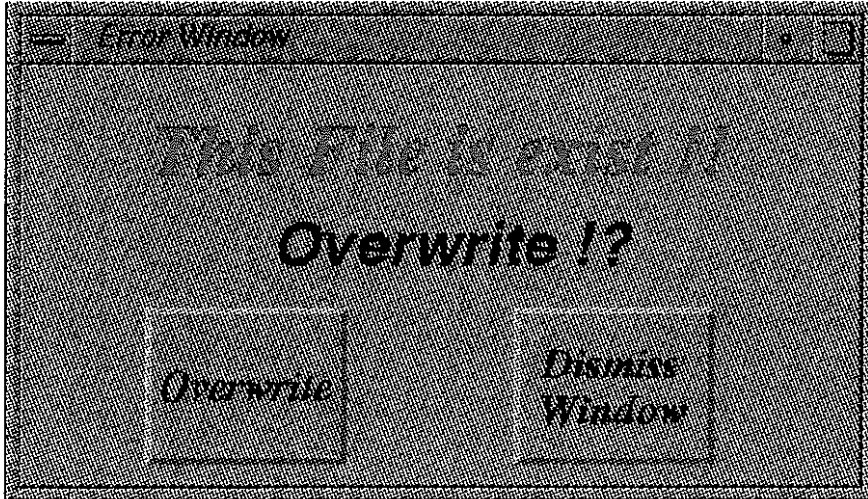 Error Window
This File is exist !!
Overwrite !?
Overwrite
Dismiss
Window